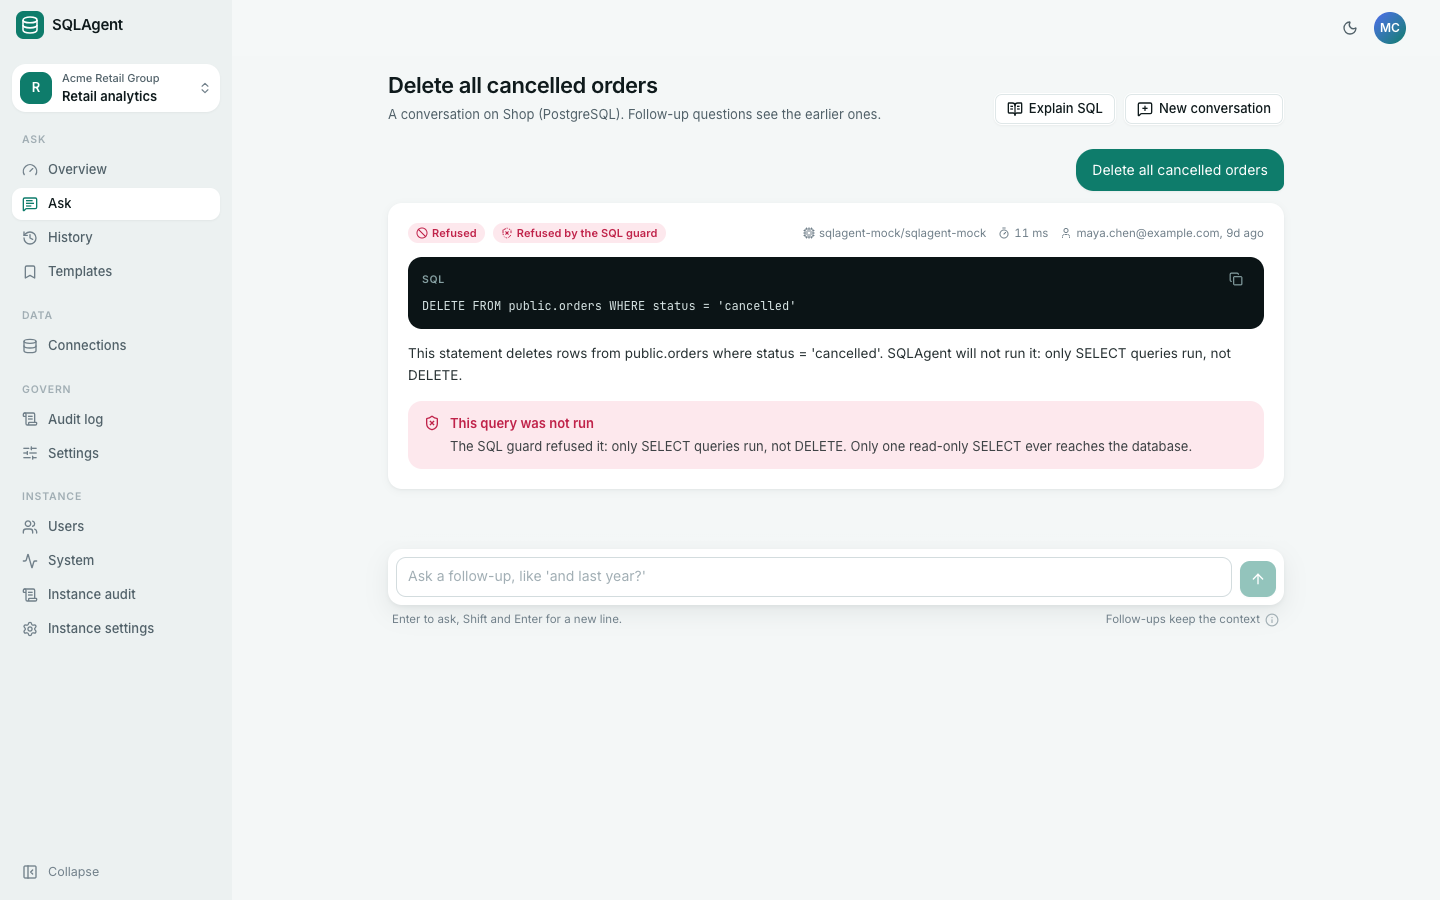 SQLAgent
MC
R
Acme Retail Group
Retail analytics
ASK
Overview
Ask
History
Templates
DATA
Connections
GOVERN
Audit log
Settings
INSTANCE
Users
System
Instance audit
Instance settings
Collapse
Delete all cancelled orders
A conversation on Shop (PostgreSQL). Follow-up questions see the earlier ones.
Explain SQL
New conversation
Delete all cancelled orders
Refused
Refused by the SQL guard
sqlagent-mock/sqlagent-mock
11 ms
maya.chen@example.com, 9d ago
SQL
DELETE FROM public.orders WHERE status = 'cancelled'
This statement deletes rows from public.orders where status = 'cancelled'. SQLAgent will not run it: only SELECT queries run, not
DELETE.
This query was not run
The SQL guard refused it: only SELECT queries run, not DELETE. Only one read-only SELECT ever reaches the database.
Ask a follow-up, like 'and last year?'
Enter to ask, Shift and Enter for a new line.
Follow-ups keep the context